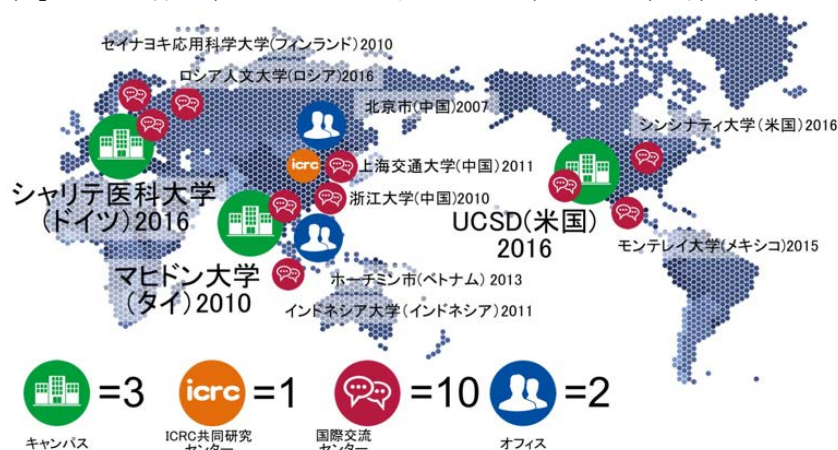 セイナヨキ応用科学大学(フィンランド)2010
ロシア人文大学(ロシア)2016
北京市(中国)2007
シンシナティ大学(米国)2016
icrc
上海交通大学(中国)2011
シャリテ医科大学
(ドイツ)2016
浙江大学(中国)2010
UCSD(米国)
2016
モンテレイ大学(メキシコ)2015
マヒドン大学
(タイ)2010
ホーチミン市(ベトナム) 2013
インドネシア大学(インドネシア)2011
=3
icrc
=1
=10
=2
キャンパス
ICRC共同研究
センター
国際交流
センター
オフィス